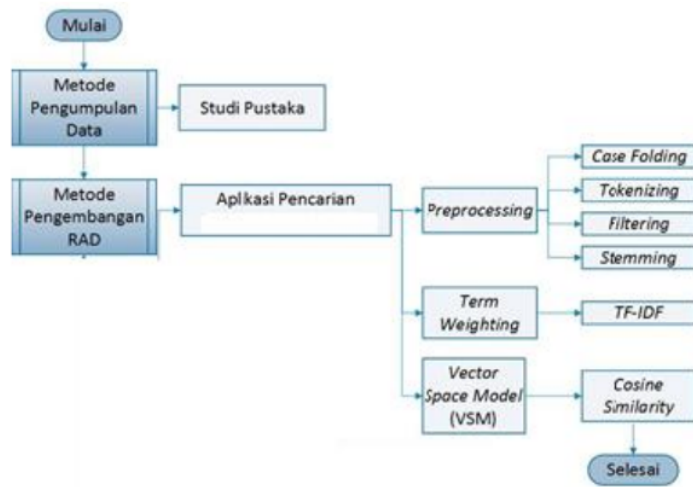 Mulai
Metode
Pengumpulan
Data
Studi Pustaka
Metode
Pengembangan
RAD
Aplikasi Pencarian
Preprocessing
Case Folding
Tokenizing
Filtering
Stemming
Term
Weighting
TF-IDF
Vector
Space Model
(VSM)
Cosine
Similarity
Selesai